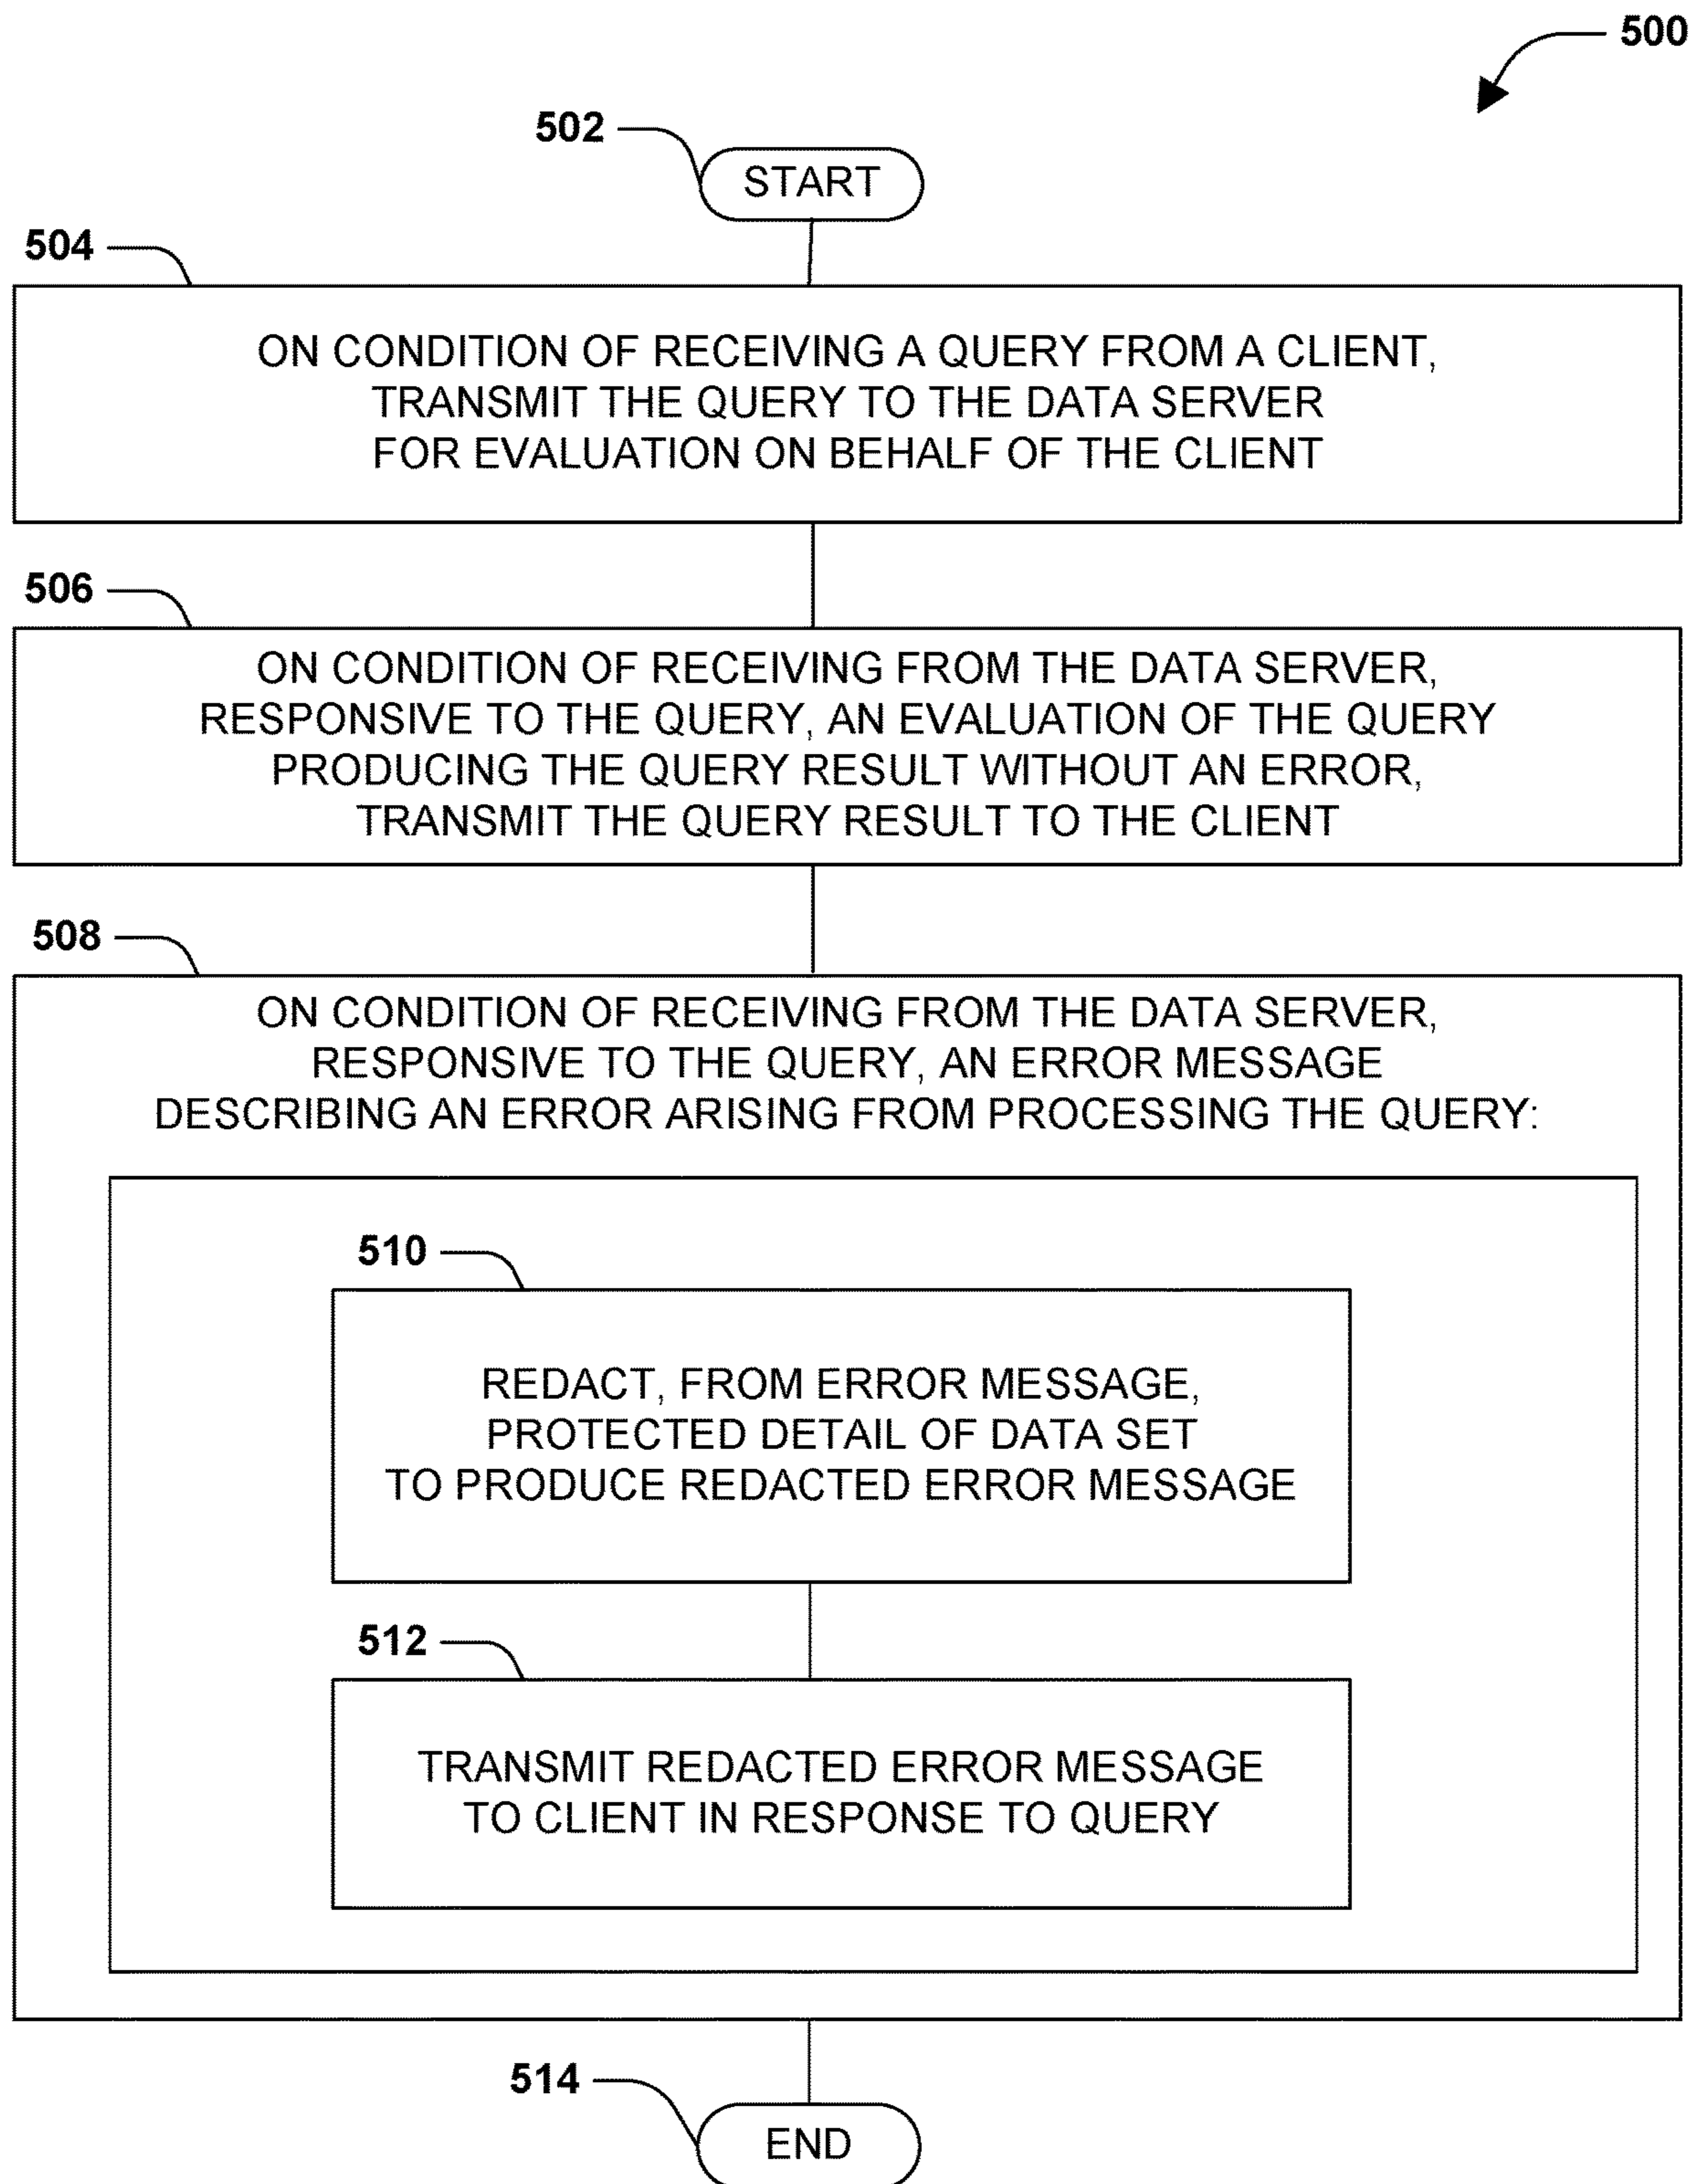 500
502
START
504
ON CONDITION OF RECEIVING A QUERY FROM A CLIENT,
TRANSMIT THE QUERY TO THE DATA SERVER
FOR EVALUATION ON BEHALF OF THE CLIENT
506
ON CONDITION OF RECEIVING FROM THE DATA SERVER,
RESPONSIVE TO THE QUERY, AN EVALUATION OF THE QUERY
PRODUCING THE QUERY RESULT WITHOUT AN ERROR,
TRANSMIT THE QUERY RESULT TO THE CLIENT
508
ON CONDITION OF RECEIVING FROM THE DATA SERVER,
RESPONSIVE TO THE QUERY, AN ERROR MESSAGE
DESCRIBING AN ERROR ARISING FROM PROCESSING THE QUERY:
510
REDACT, FROM ERROR MESSAGE,
PROTECTED DETAIL OF DATA SET
TO PRODUCE REDACTED ERROR MESSAGE
512
TRANSMIT REDACTED ERROR MESSAGE
TO CLIENT IN RESPONSE TO QUERY
514
END